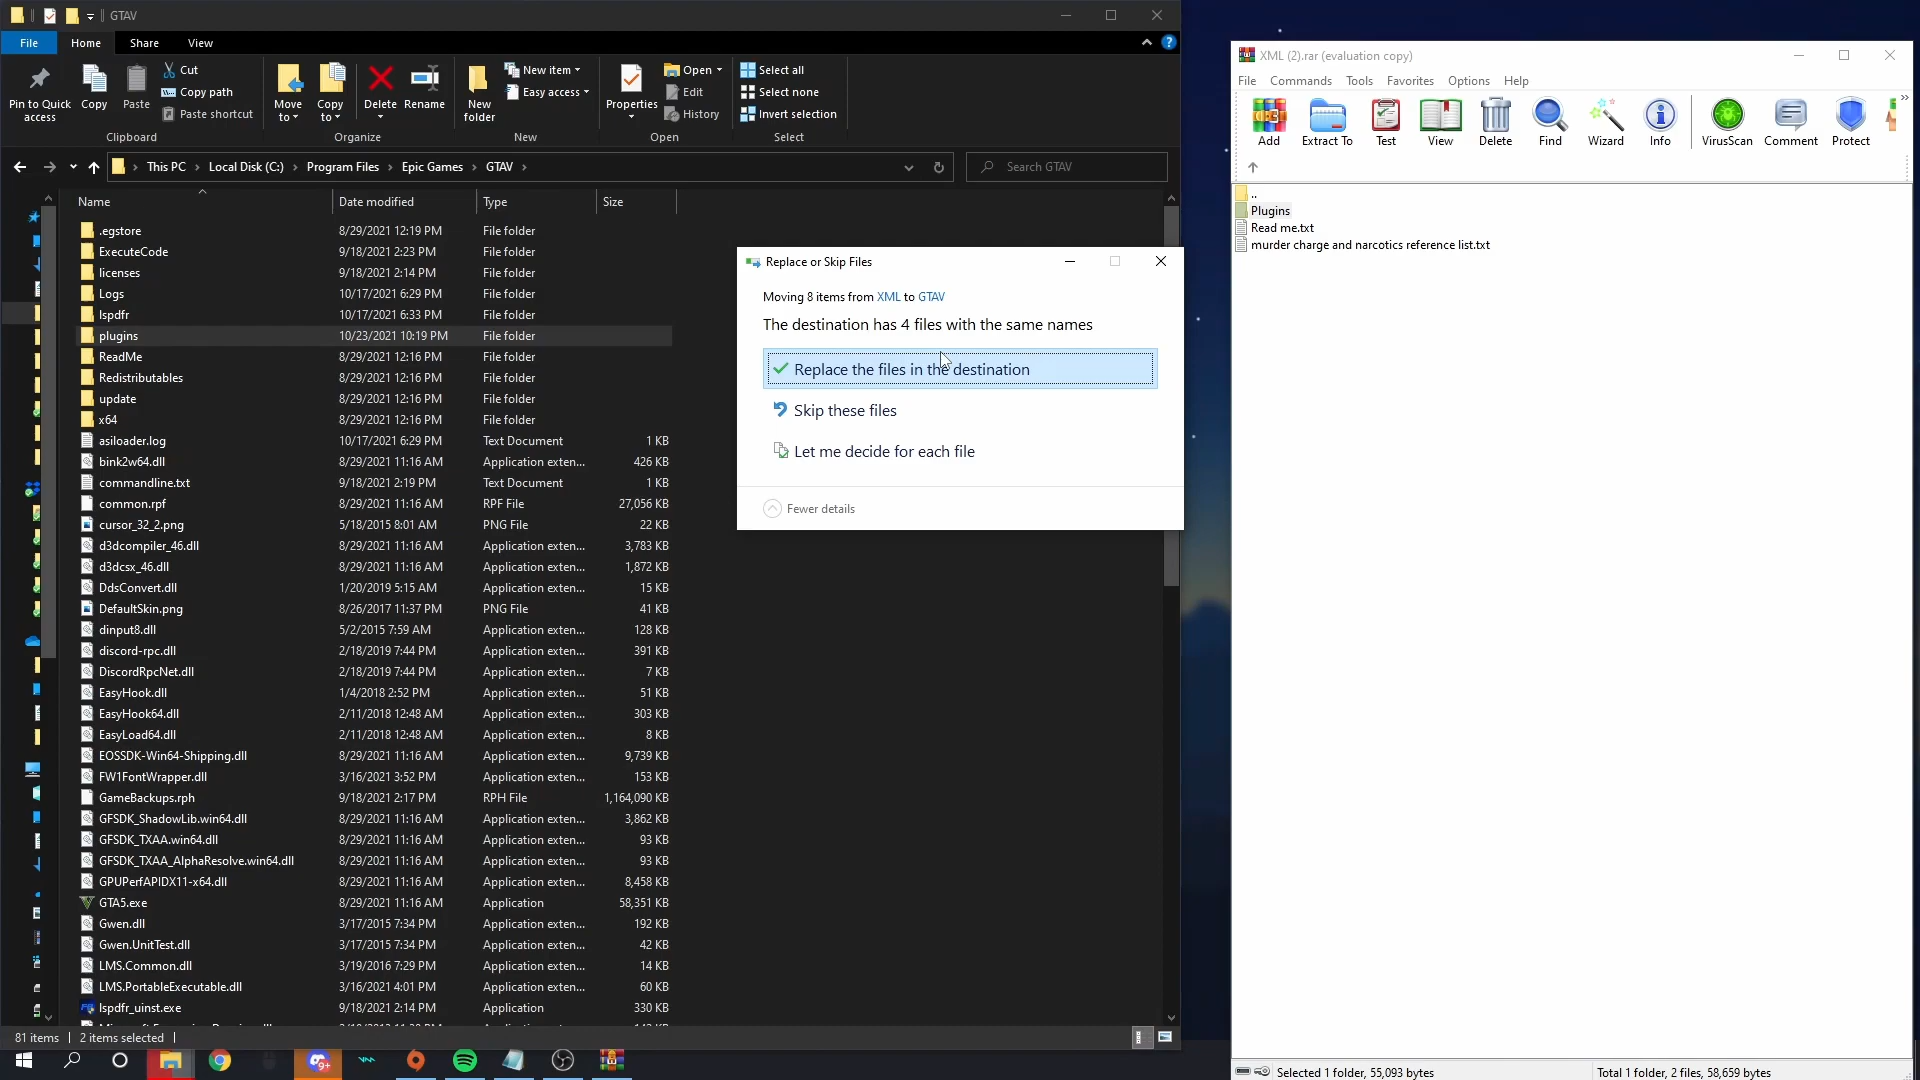 GTAV
File
Home
Share
View
Pin to Quick access
Copy
Paste
Cut
Copy path
Paste shortcut
Clipboard
Move to
Copy to
Delete
Rename
Organize
New folder
New item
Easy access
New
Properties
Open
Edit
History
Open
Select all
Select none
Invert selection
Select
This PC
Local Disk (C:)
Program Files
Epic Games
GTAV
Search GTAV
Name Date modified Type Size
.egstore 8/29/2021 12:19 PM File folder
ExecuteCode 9/18/2021 2:23 PM File folder
licenses 9/18/2021 2:14 PM File folder
Logs 10/17/2021 6:29 PM File folder
lspdfr 10/17/2021 6:33 PM File folder
plugins 10/23/2021 10:19 PM File folder
ReadMe 8/29/2021 12:16 PM File folder
Redistributables 8/29/2021 12:16 PM File folder
update 8/29/2021 12:16 PM File folder
x64 8/29/2021 12:16 PM File folder
asiloader.log 10/17/2021 6:29 PM Text Document 1 KB
bink2w64.dll 8/29/2021 11:16 AM Application exten... 426 KB
commandline.txt 9/18/2021 2:19 PM Text Document 1 KB
common.rpf 8/29/2021 11:16 AM RPF File 27,056 KB
cursor_32_2.png 5/18/2015 8:01 AM PNG File 22 KB
d3dcompiler_46.dll 8/29/2021 11:16 AM Application exten... 3,783 KB
d3dcsx_46.dll 8/29/2021 11:16 AM Application exten... 1,872 KB
DdsConvert.dll 1/20/2019 5:15 AM Application exten... 15 KB
DefaultSkin.png 8/26/2017 11:37 PM PNG File 41 KB
dinput8.dll 5/2/2015 7:59 AM Application exten... 128 KB
discord-rpc.dll 2/18/2019 7:44 PM Application exten... 391 KB
DiscordRpcNet.dll 2/18/2019 7:44 PM Application exten... 7 KB
EasyHook.dll 1/4/2018 2:52 PM Application exten... 51 KB
EasyHook64.dll 2/11/2018 12:48 AM Application exten... 303 KB
EasyLoad64.dll 2/11/2018 12:48 AM Application exten... 8 KB
EOSSDK-Win64-Shipping.dll 8/29/2021 11:16 AM Application exten... 9,739 KB
FW1FontWrapper.dll 3/16/2021 3:52 PM Application exten... 153 KB
GameBackups.rph 9/18/2021 2:17 PM RPH File 1,164,090 KB
GFSDK_ShadowLib.win64.dll 8/29/2021 11:16 AM Application exten... 3,862 KB
GFSDK_TXAA.win64.dll 8/29/2021 11:16 AM Application exten... 93 KB
GFSDK_TXAA_AlphaResolve.win64.dll 8/29/2021 11:16 AM Application exten... 93 KB
GPUPerfAPIDX11-x64.dll 8/29/2021 11:16 AM Application exten... 8,458 KB
GTA5.exe 8/29/2021 11:16 AM Application 58,351 KB
Gwen.dll 3/17/2015 7:34 PM Application exten... 192 KB
Gwen.UnitTest.dll 3/17/2015 7:34 PM Application exten... 42 KB
LMS.Common.dll 3/19/2016 7:29 PM Application exten... 14 KB
LMS.PortableExecutable.dll 3/16/2021 4:01 PM Application exten... 60 KB
lspdfr_uinst.exe 9/18/2021 2:14 PM Application 330 KB
81 items 2 items selected
Replace or Skip Files
Moving 8 items from XML to GTAV
The destination has 4 files with the same names
Replace the files in the destination
Skip these files
Let me decide for each file
Fewer details
XML (2).rar (evaluation copy)
File Commands Tools Favorites Options Help
Add
Extract To
Test
View
Delete
Find
Wizard
Info
VirusScan
Comment
Protect
..
Plugins
Read me.txt
murder charge and narcotics reference list.txt
Selected 1 folder, 55,093 bytes
Total 1 folder, 2 files, 58,659 bytes
9+